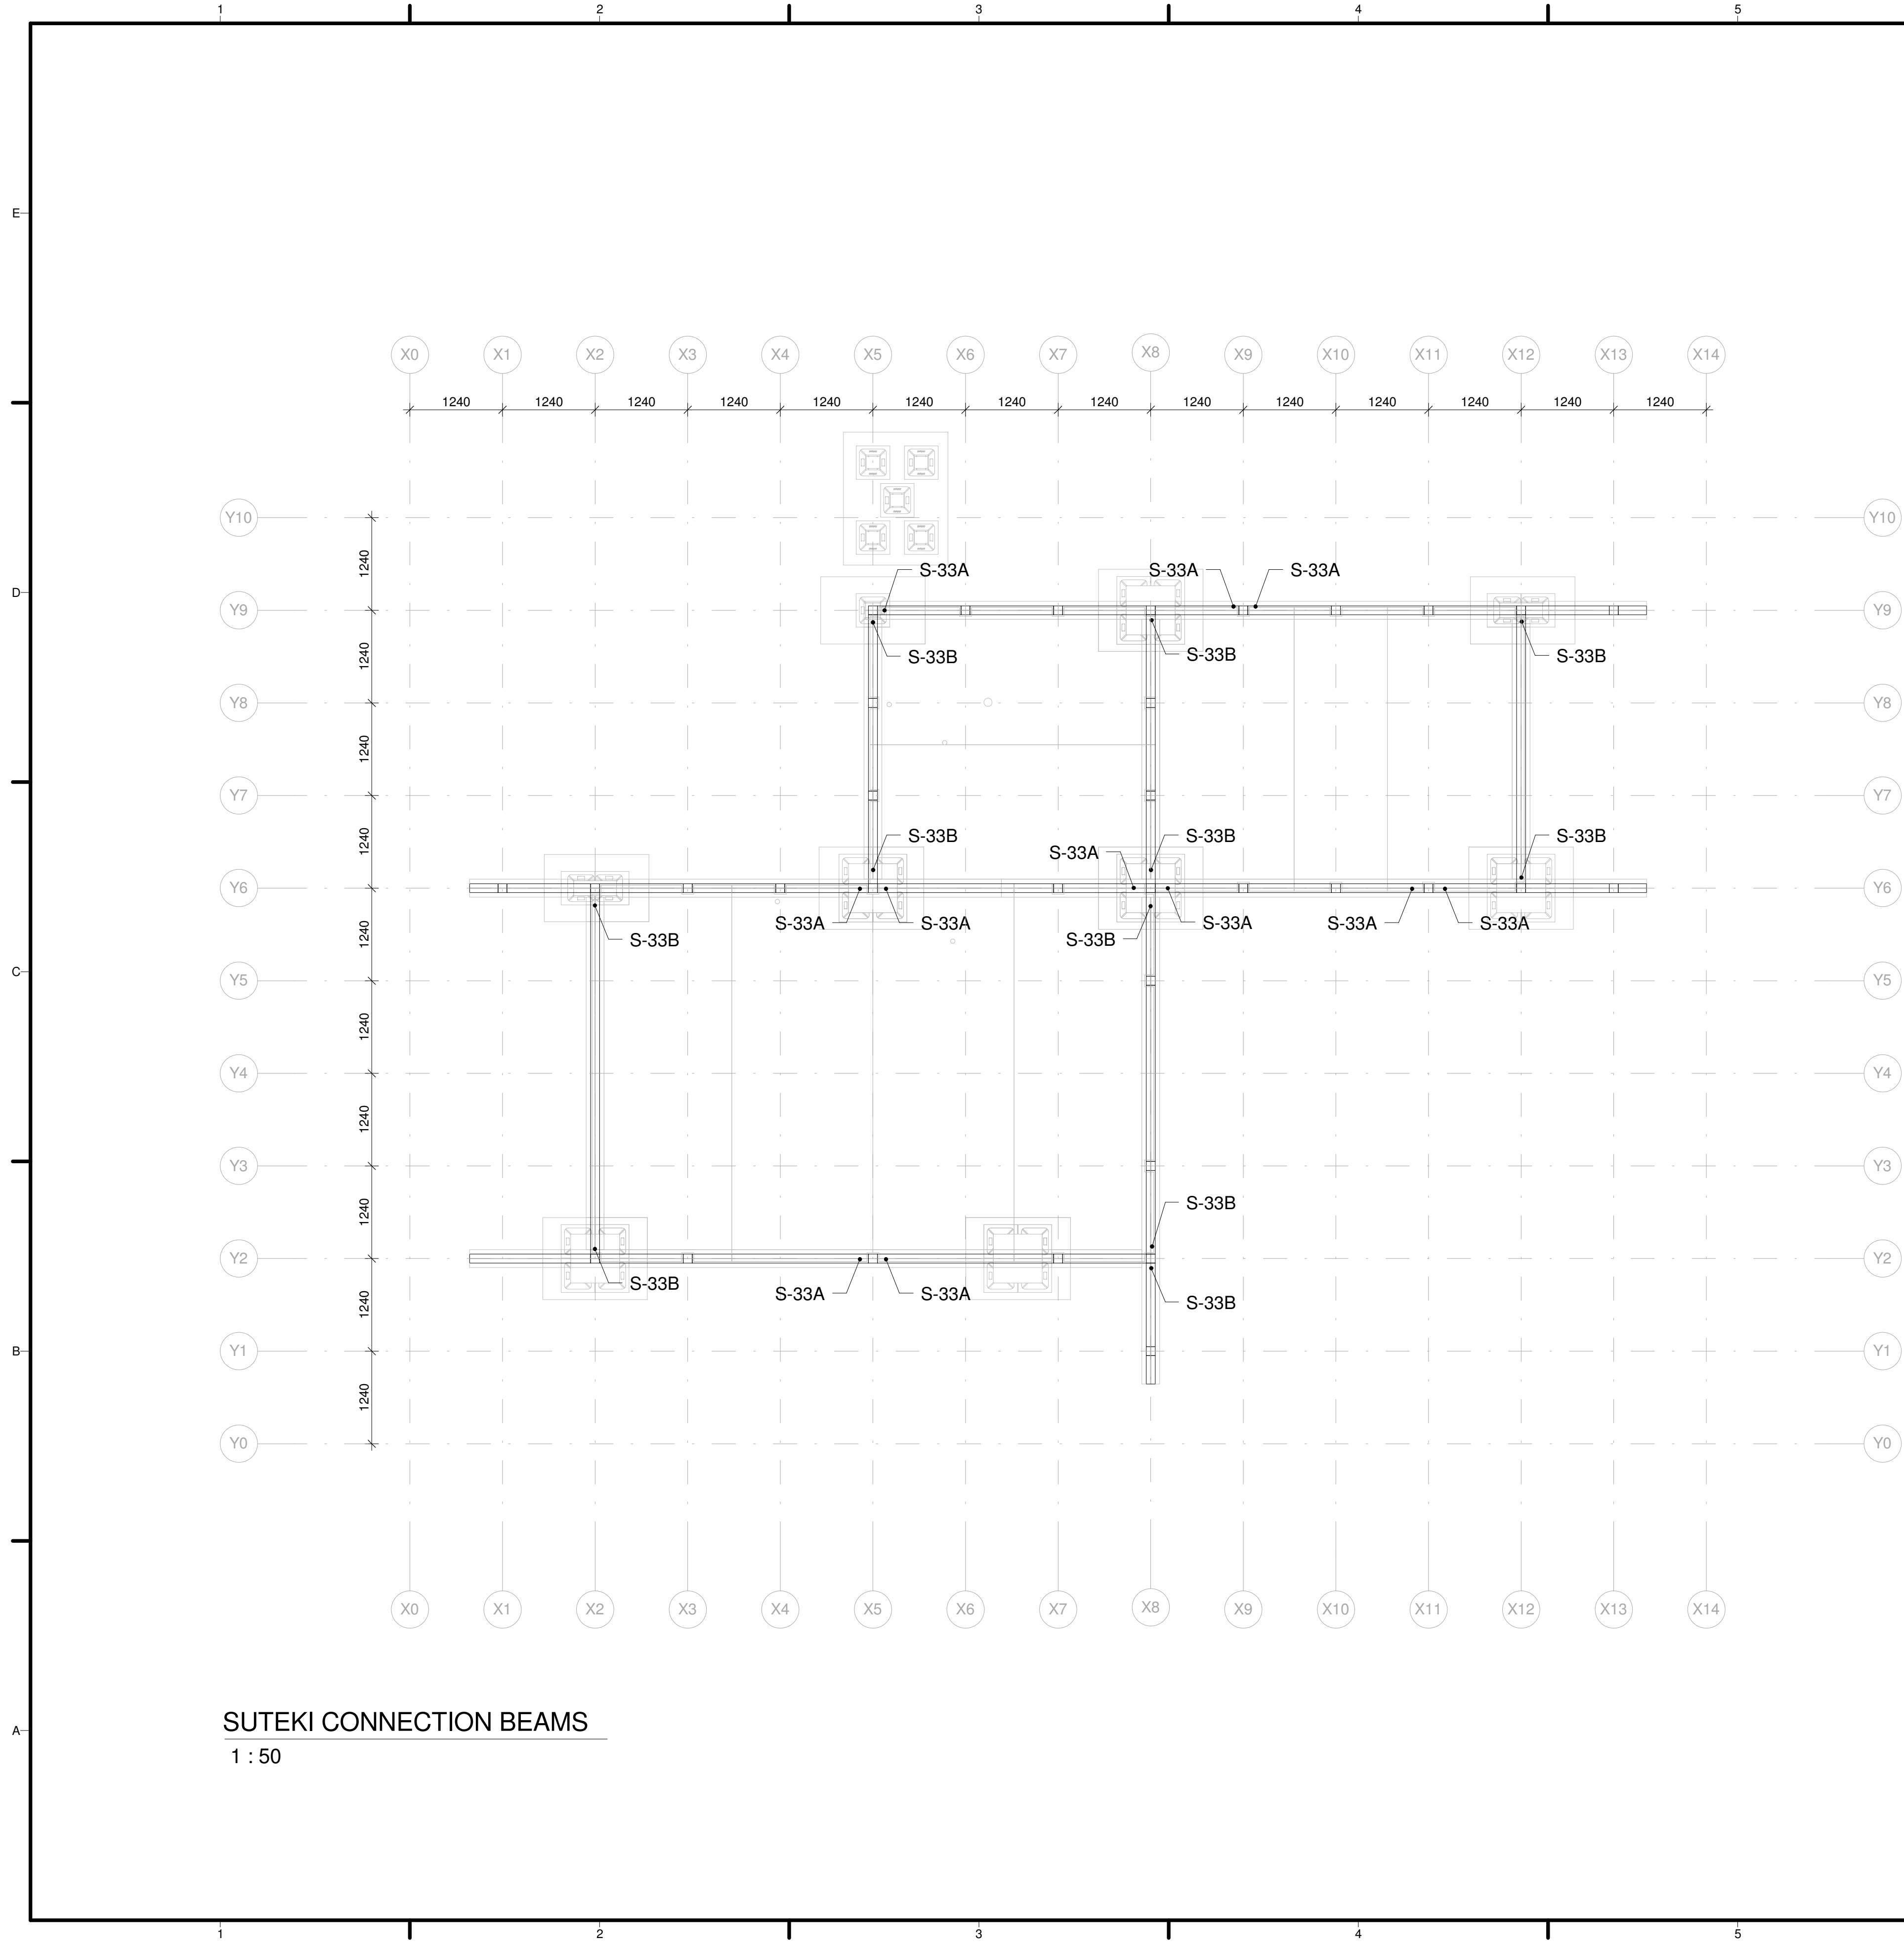 1 2 3 4 5
E
X0 X1 X2 X3 X4 X5 X6 X7 X8 X9 X10 X11 X12 X13 X14
1240 1240 1240 1240 1240 1240 1240 1240 1240 1240 1240 1240 1240 1240
Y10 Y10
1240
S-33A S-33A S-33A
D
Y9 Y9
1240
S-33B S-33B S-33B
Y8 Y8
1240
Y7 Y7
1240
S-33B S-33B S-33B
S-33A
Y6 Y6
S-33A S-33A S-33A S-33A S-33A
1240
S-33B S-33B
C
Y5 Y5
1240
Y4 Y4
1240
Y3 Y3
1240
S-33B
Y2 Y2
S-33B
S-33A S-33A
1240
S-33B
B
Y1 Y1
1240
Y0 Y0
X0 X1 X2 X3 X4 X5 X6 X7 X8 X9 X10 X11 X12 X13 X14
SUTEKI CONNECTION BEAMS
A
1 : 50
1 2 3 4 5